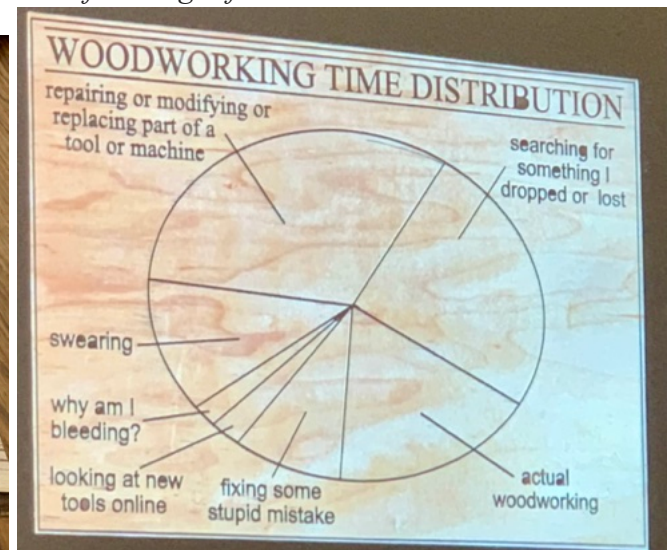 WOODWORKING TIME DISTRIBUTION
repairing or modifying or
replacing part of a
tool or machine
searching for
something I
dropped or lost
swearing
why am I
bleeding?
looking at new
tools online
fixing some
stupid mistake
actual
woodworking